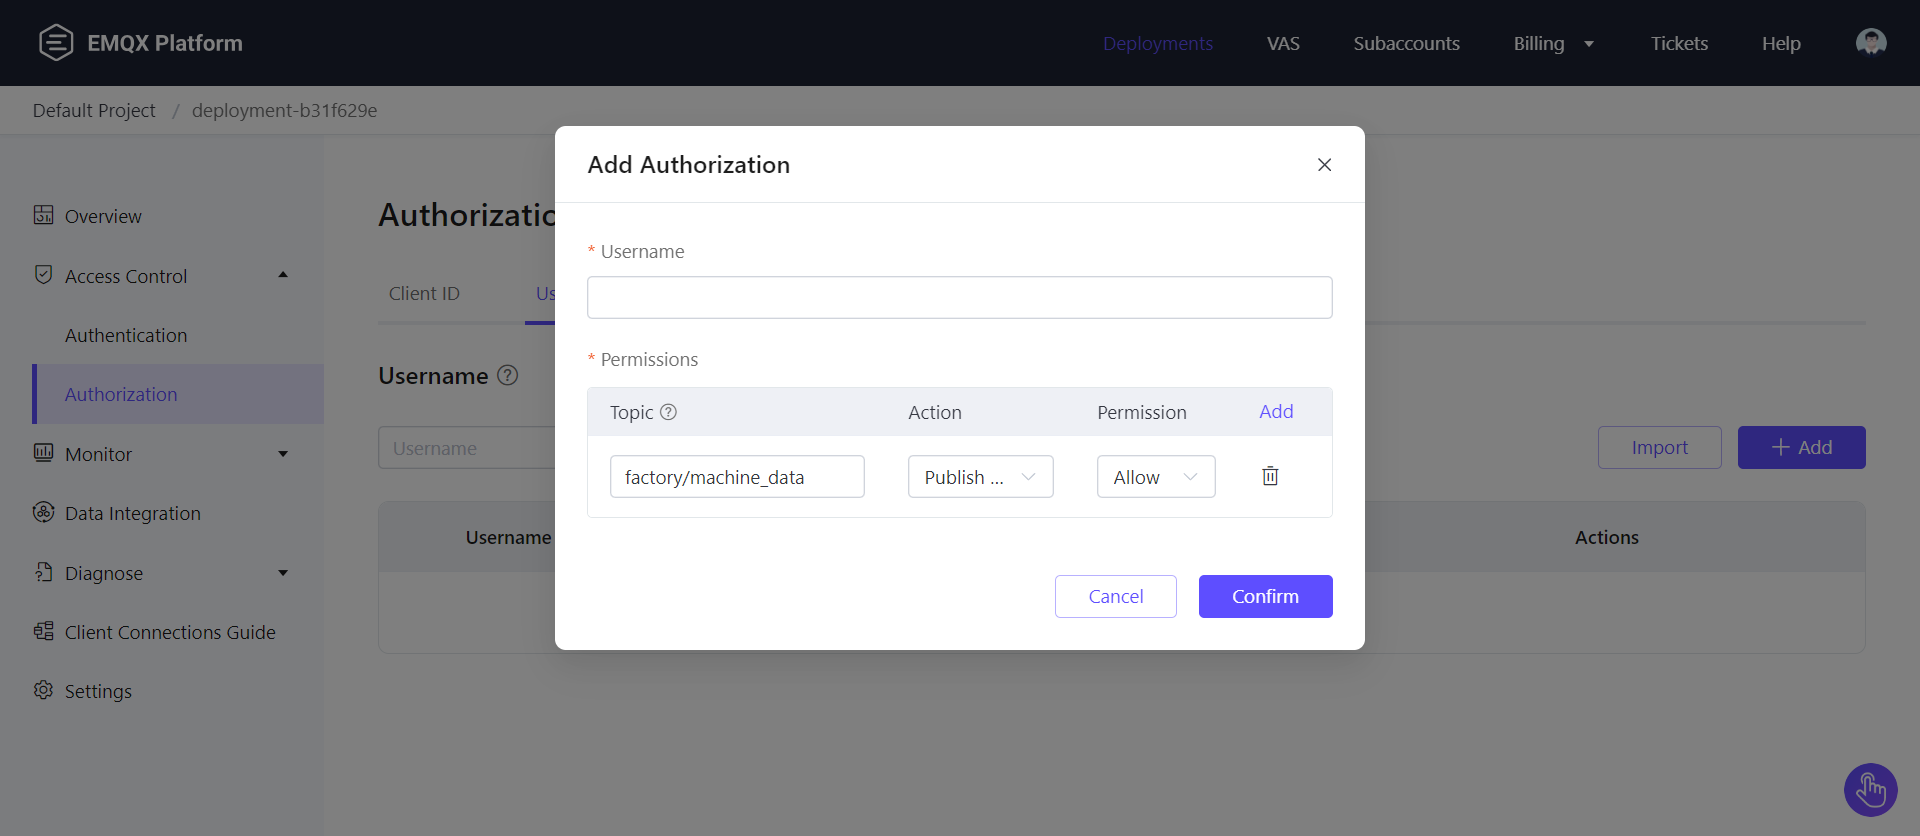 EMQX Platform
Deployments VAS Subaccounts Billing Tickets Help
Default Project / deployment-b31f629e
Add Authorization
Overview
Access Control
Authentication
Authorization
Monitor
Data Integration
Diagnose
Client Connections Guide
Settings
Authorizatio
Client ID Us
Username
Username
Import + Add
Username Actions
* Username
* Permissions
Topic Action Permission Add
factory/machine_data Publish ... Allow
Cancel Confirm